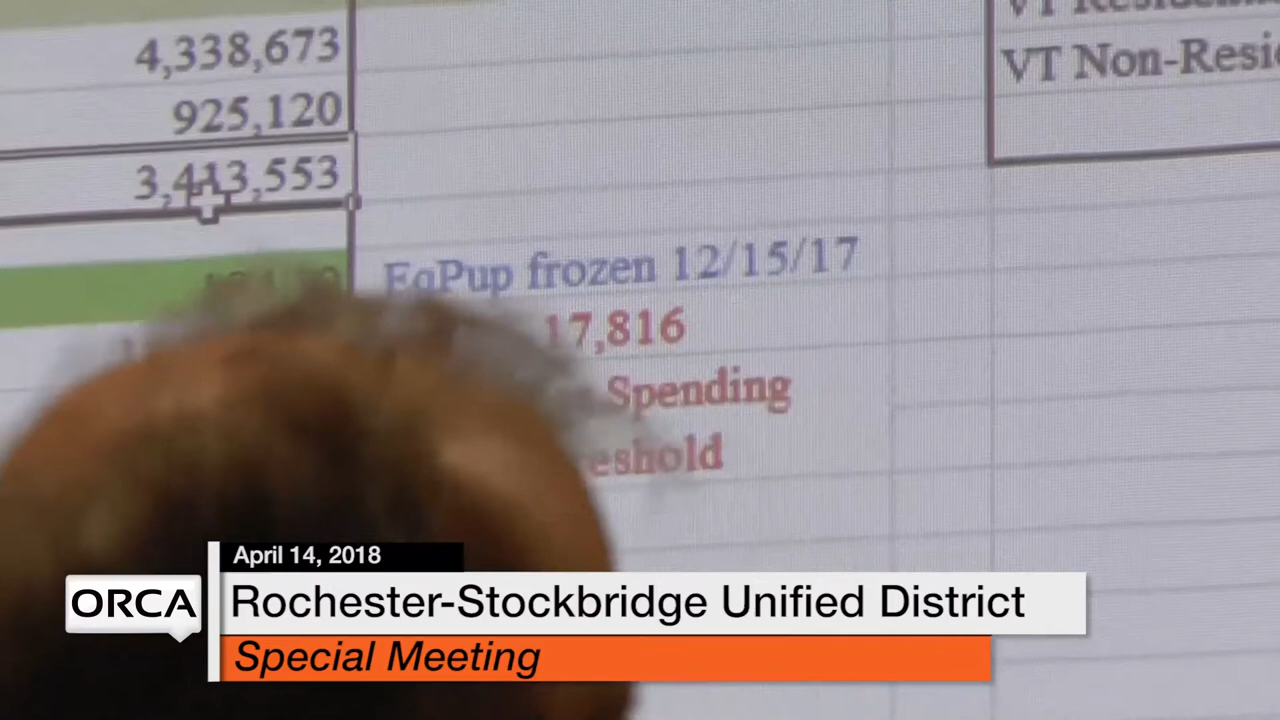 4,338,673
925,120
3,413,553
VT Non-Resi
EqPup frozen 12/15/17
17,816
Spending
eshold
April 14, 2018
ORCA
Rochester-Stockbridge Unified District
Special Meeting